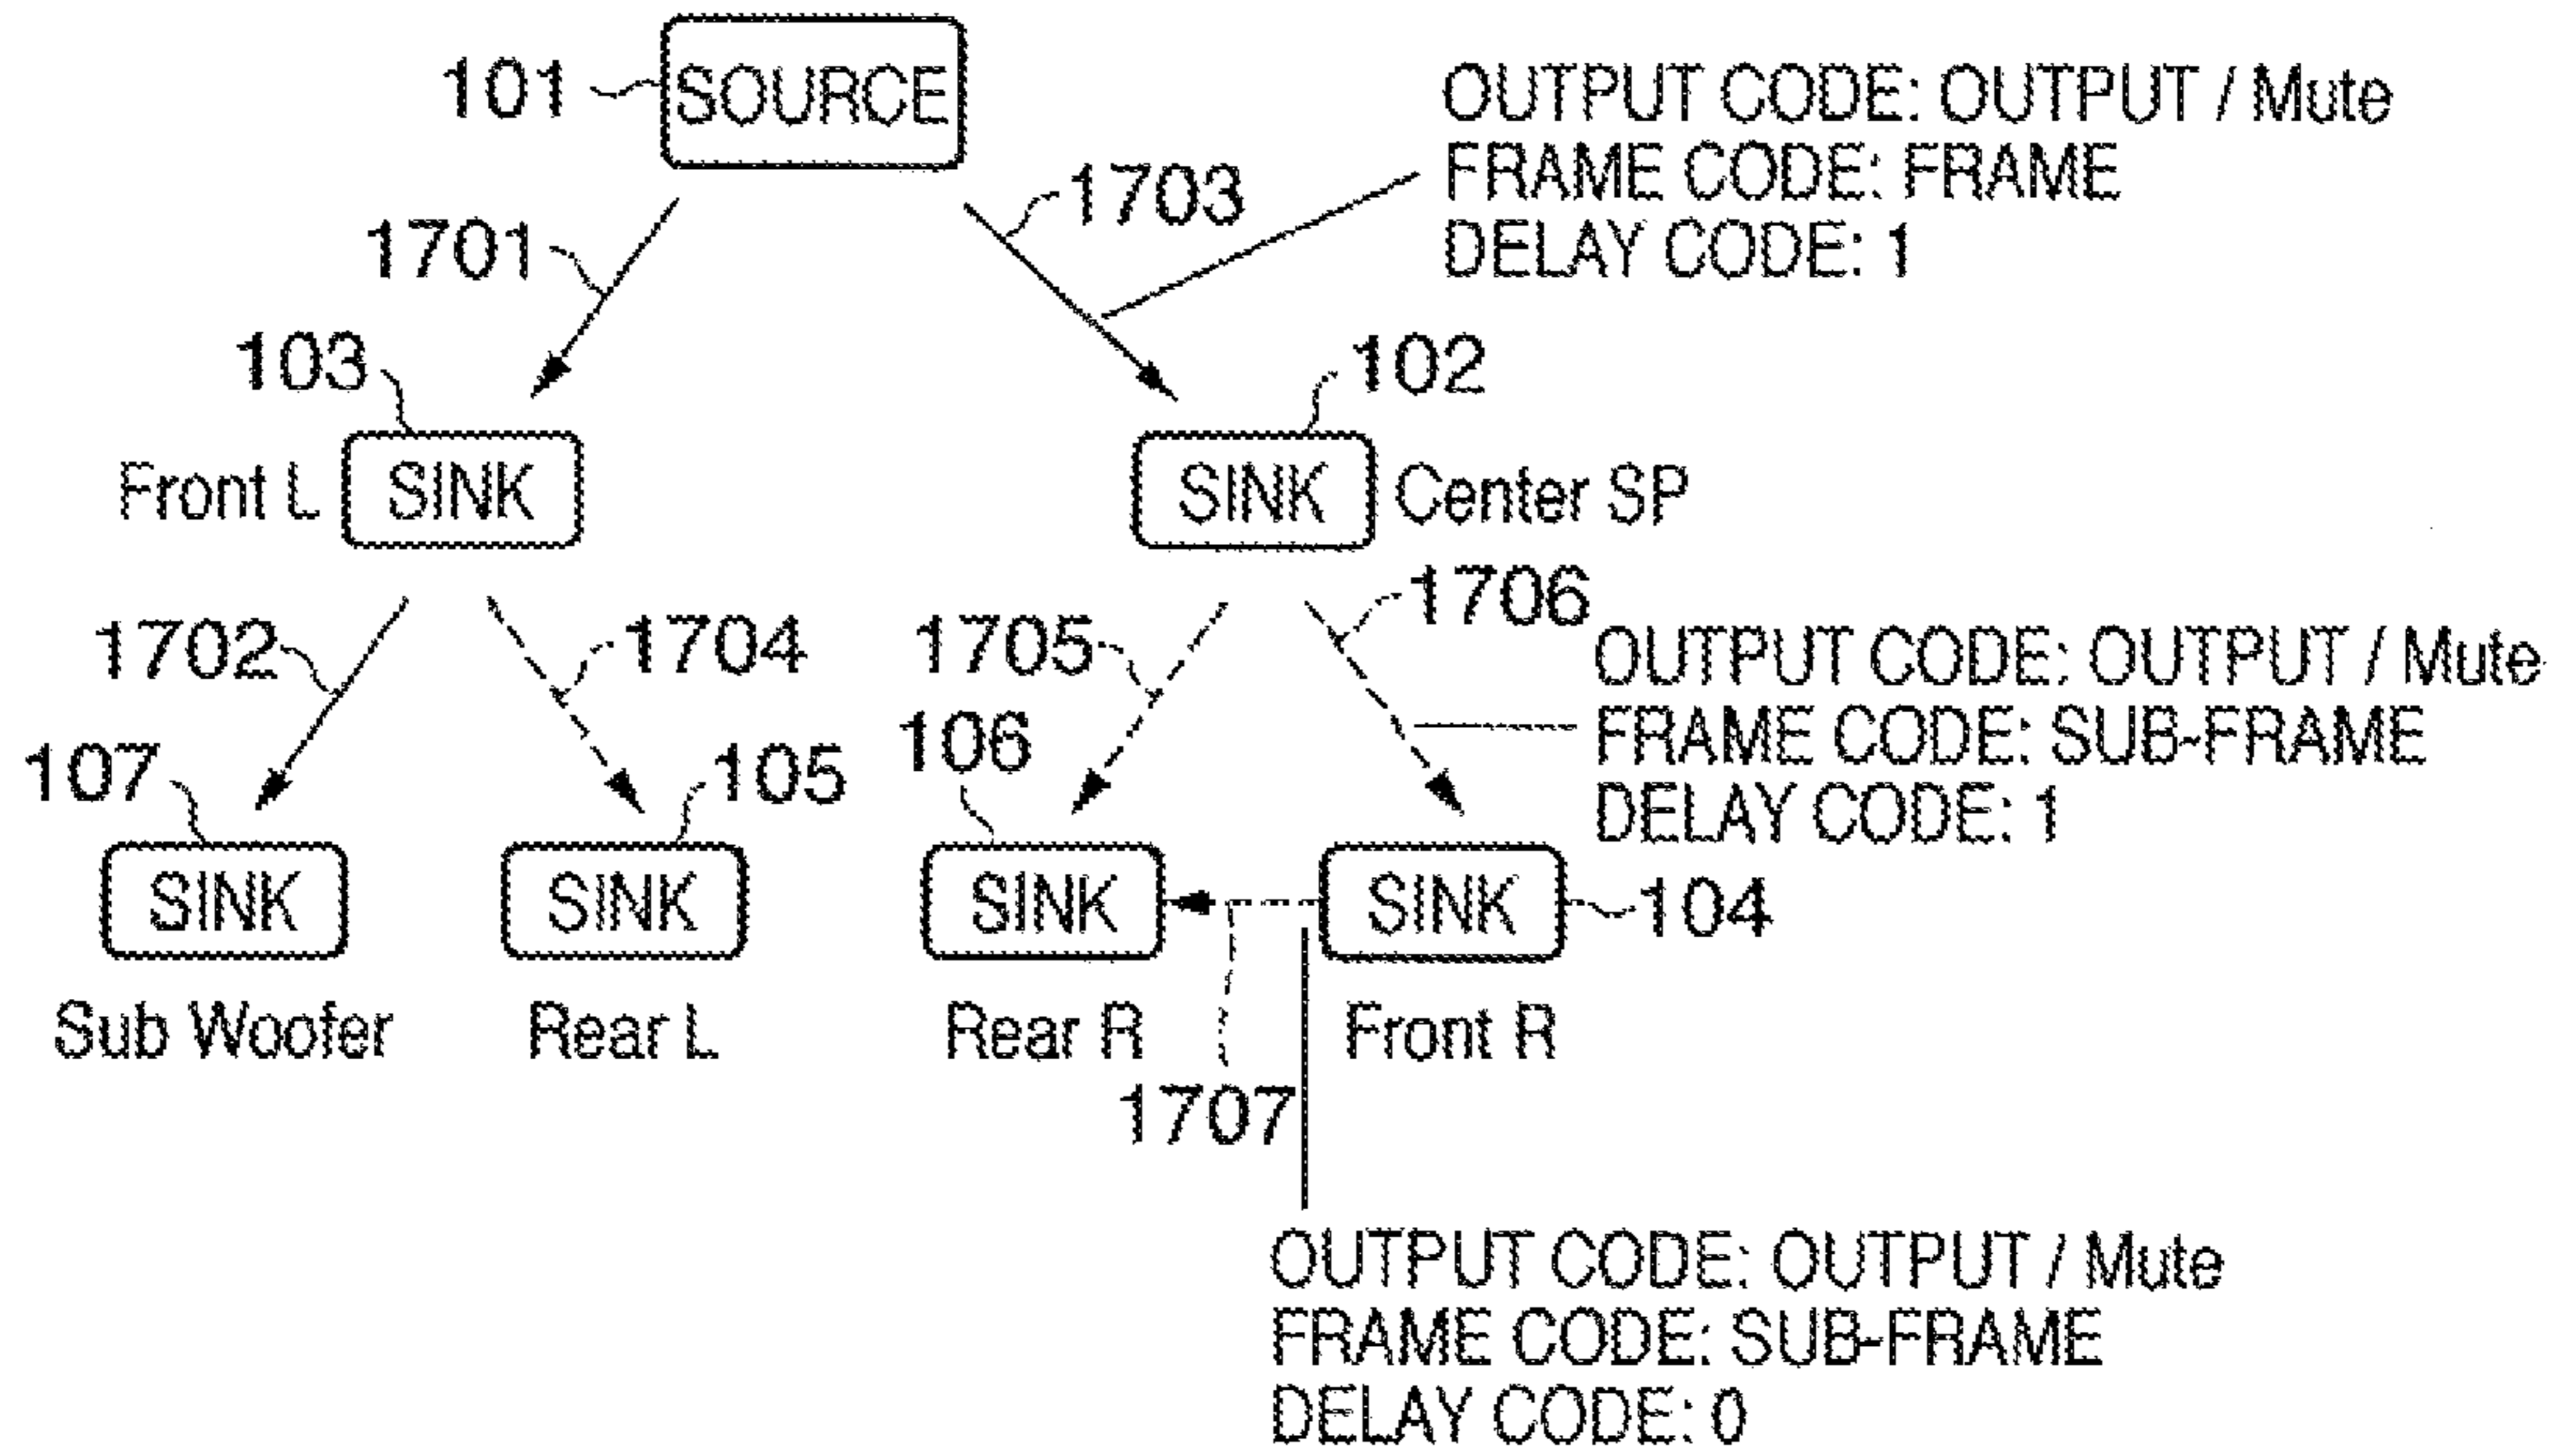 101
SOURCE
OUTPUT CODE: OUTPUT / Mute
FRAME CODE: FRAME
DELAY CODE: 1
1703
1701
103
102
Front L
SINK
SINK
Center SP
1702
1704
1705
1706
OUTPUT CODE: OUTPUT / Mute
FRAME CODE: SUB-FRAME
DELAY CODE: 1
107
105
106
SINK
SINK
SINK
SINK
104
Sub Woofer
Rear L
Rear R
Front R
1707
OUTPUT CODE: OUTPUT / Mute
FRAME CODE: SUB-FRAME
DELAY CODE: 0